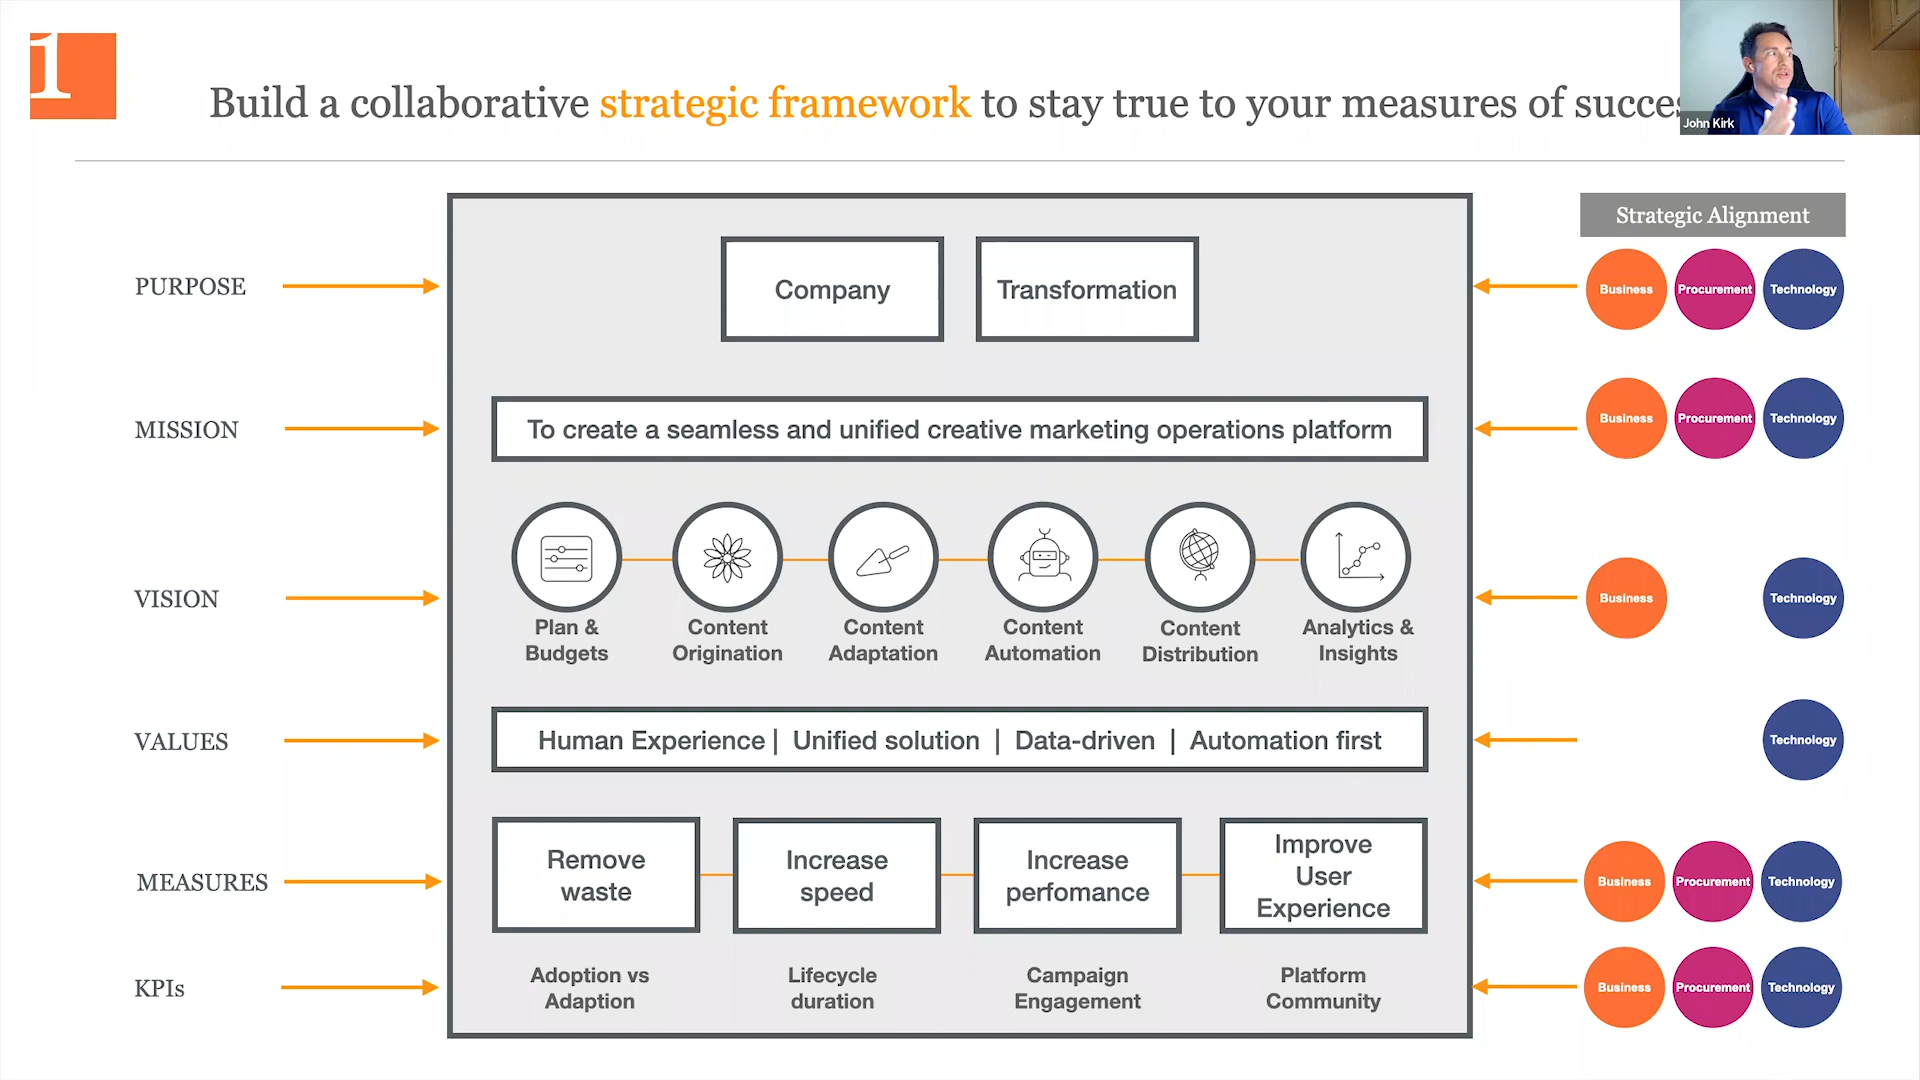 1
Build a collaborative strategic framework to stay true to your measures of succes
John Kirk
Strategic Alignment
PURPOSE
Company
Transformation
Business
Procurement
Technology
MISSION
To create a seamless and unified creative marketing operations platform
Business
Procurement
Technology
VISION
Plan &
Budgets
Content
Origination
Content
Adaptation
Content
Automation
Content
Distribution
Analytics &
Insights
Business
Technology
VALUES
Human Experience | Unified solution | Data-driven | Automation first
Technology
MEASURES
Remove
waste
Increase
speed
Increase
perfomance
Improve
User
Experience
Business
Procurement
Technology
KPIs
Adoption vs
Adaption
Lifecycle
duration
Campaign
Engagement
Platform
Community
Business
Procurement
Technology